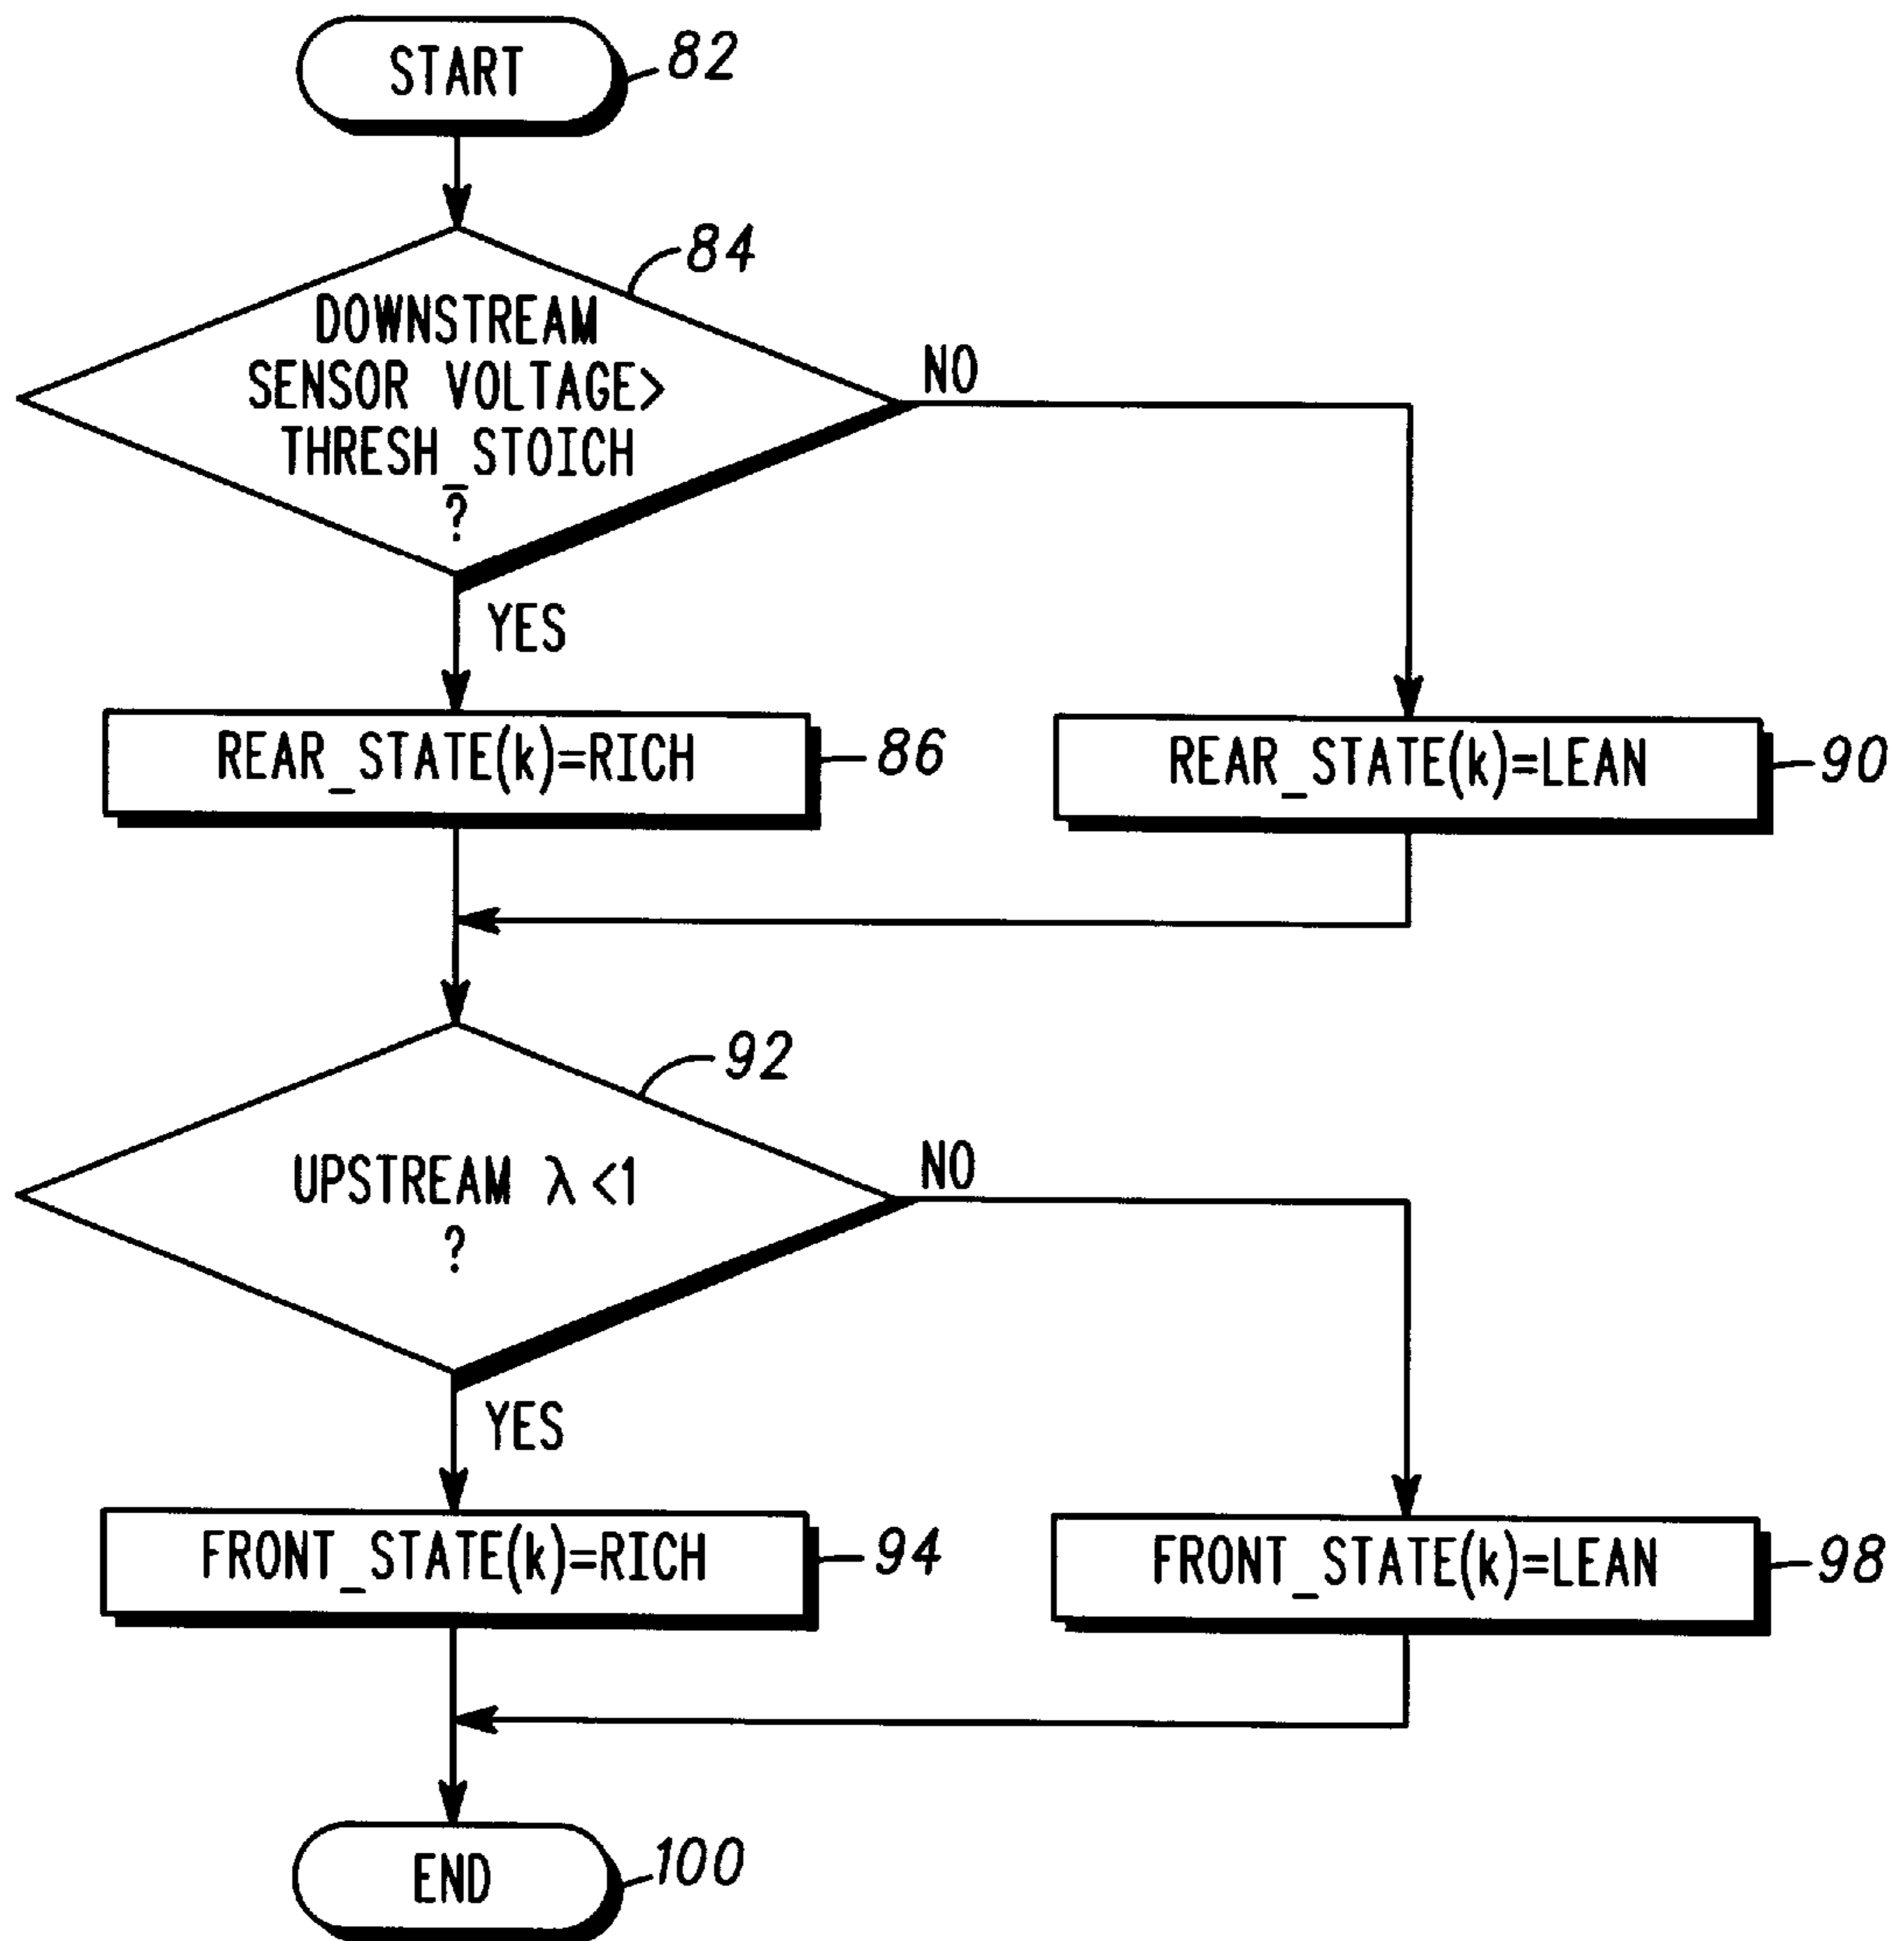 START
82
84
DOWNSTREAM
SENSOR VOLTAGE>
THRESH_STOICH
?
NO
YES
REAR_STATE(k)=RICH
86
REAR_STATE(k)=LEAN
90
92
UPSTREAM λ<1
?
NO
YES
FRONT_STATE(k)=RICH
94
FRONT_STATE(k)=LEAN
98
END
100